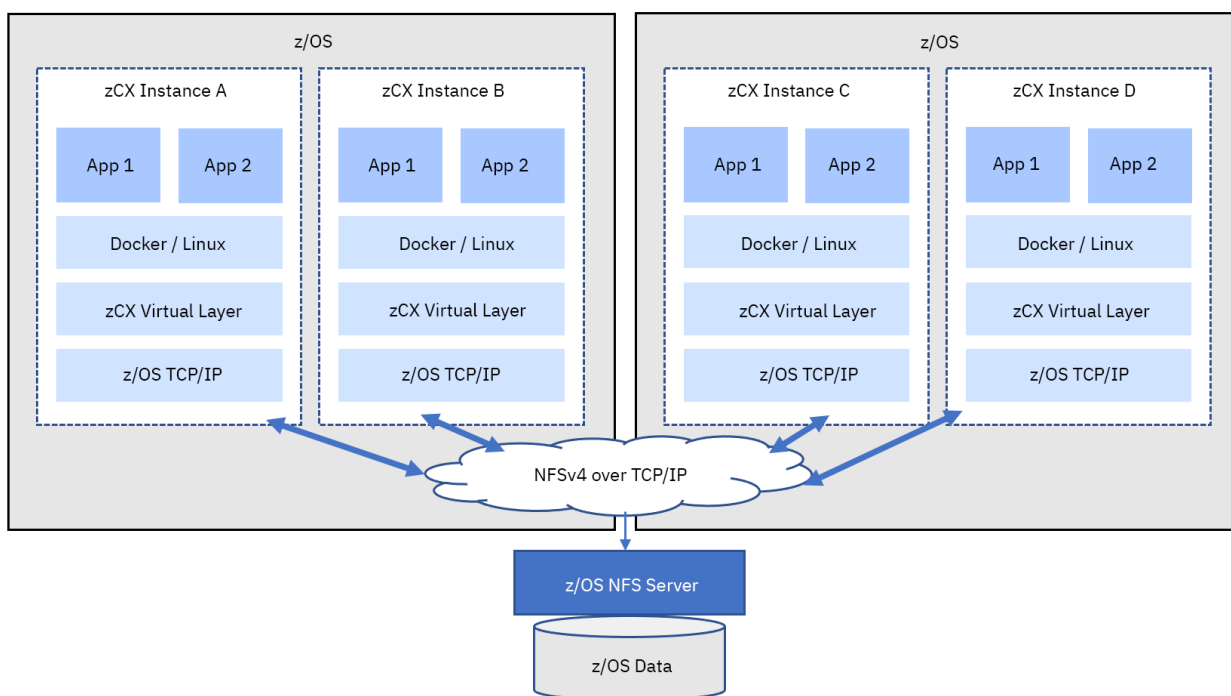 z/OS
zCX Instance A
App 1
App 2
Docker / Linux
zCX Virtual Layer
z/OS TCP/IP
zCX Instance B
App 1
App 2
Docker / Linux
zCX Virtual Layer
z/OS TCP/IP
z/OS
zCX Instance C
App 1
App 2
Docker / Linux
zCX Virtual Layer
z/OS TCP/IP
zCX Instance D
App 1
App 2
Docker / Linux
zCX Virtual Layer
z/OS TCP/IP
NFSv4 over TCP/IP
z/OS NFS Server
z/OS Data